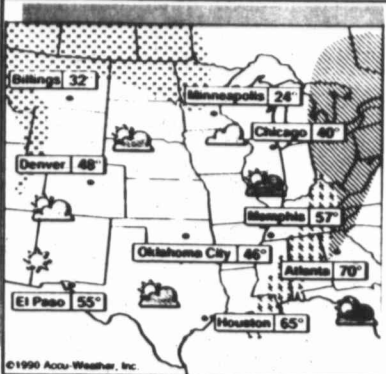 Billings 32°
Minneapolis 24°
Chicago 40°
Denver 48°
Memphis 57°
Oklahoma City 46°
Atlanta 70°
El Paso 55°
Houston 65°
©1990 Accu-Weather, Inc.